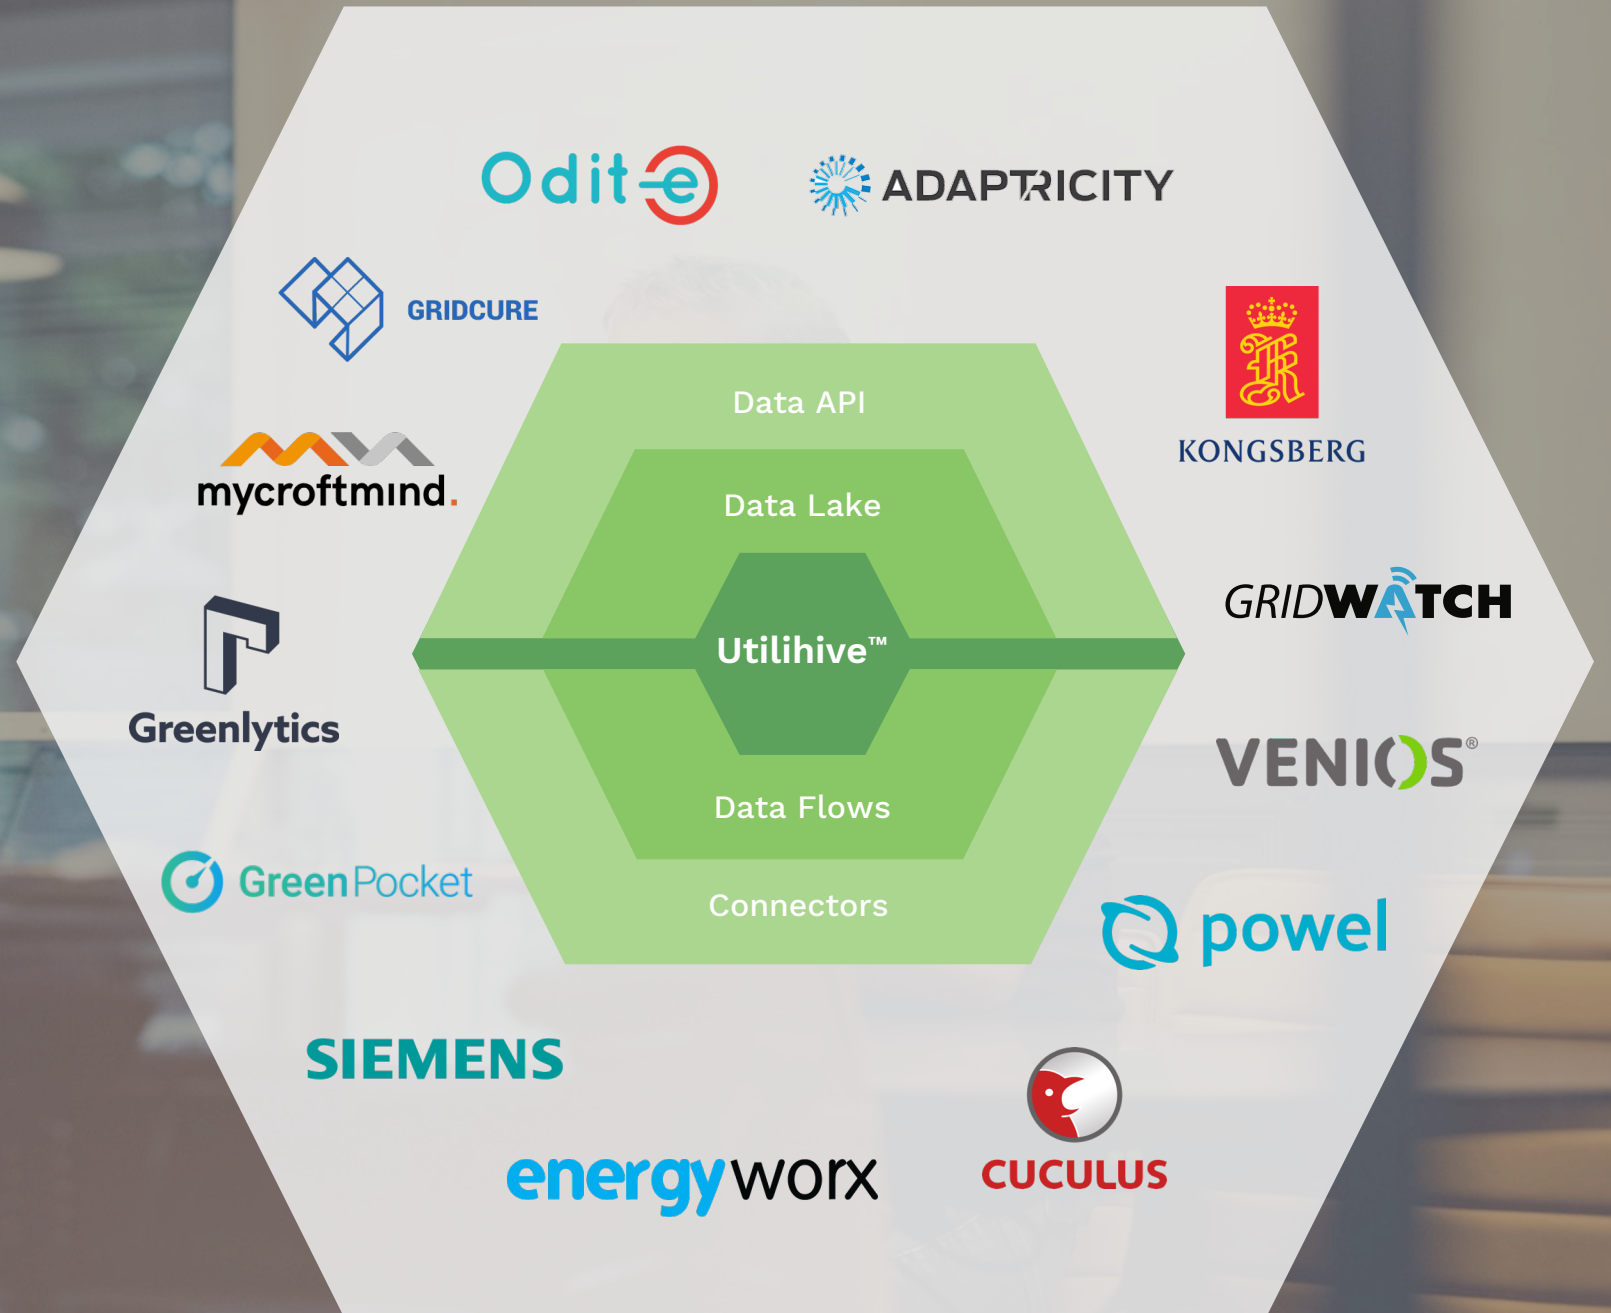 Odit-e
ADAPTRICITY
GRIDCURE
KONGSBERG
mycroftmind.
Data API
Data Lake
GRIDWATCH
Utilihive™
Greenlytics
VENIOS®
Data Flows
GreenPocket
Connectors
powel
SIEMENS
CUCULUS
energyworx